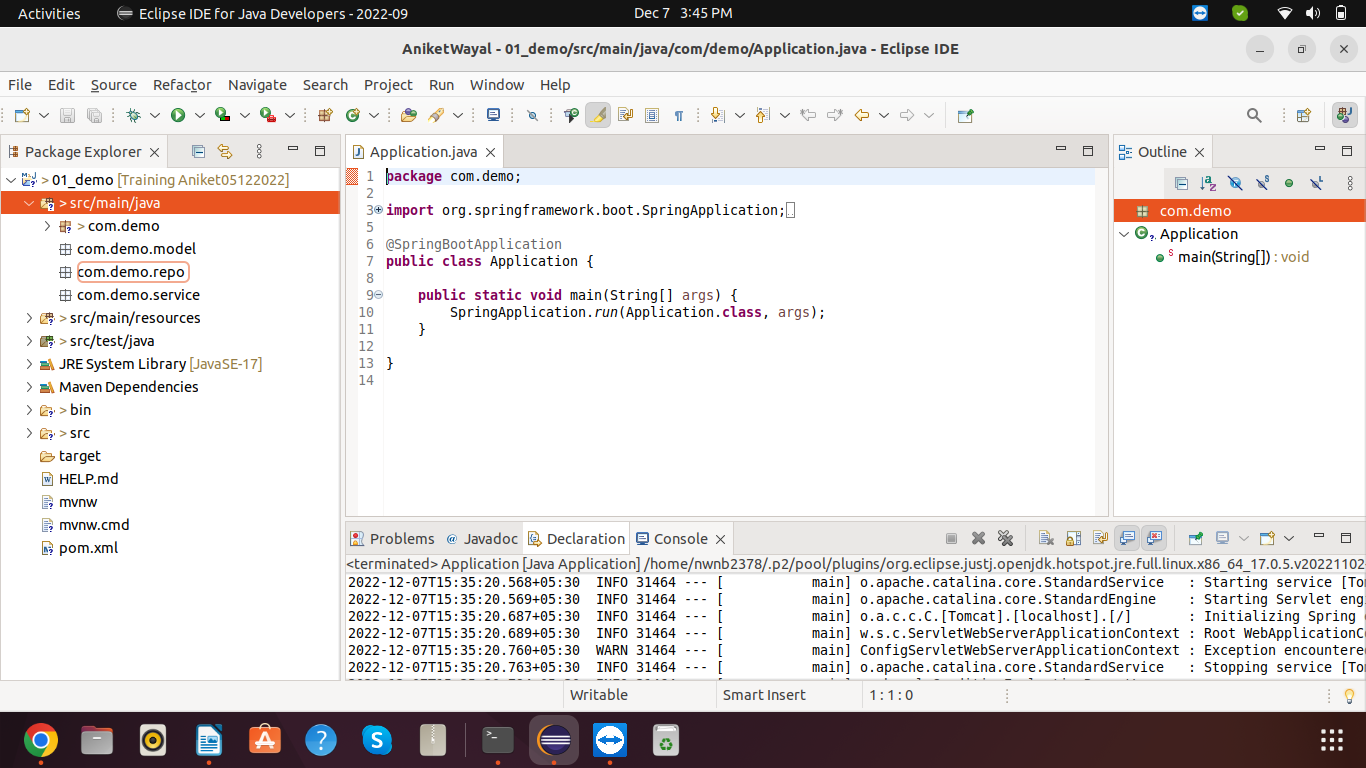 Activities Eclipse IDE for Java Developers - 2022-09 Dec 7 3:45 PM
AniketWayal - 01_demo/src/main/java/com/demo/Application.java - Eclipse IDE
File Edit Source Refactor Navigate Search Project Run Window Help
Package Explorer
> 01_demo [Training Aniket05122022]
> src/main/java
> com.demo
com.demo.model
com.demo.repo
com.demo.service
> src/main/resources
> src/test/java
JRE System Library [JavaSE-17]
Maven Dependencies
> bin
> src
target
HELP.md
mvnw
mvnw.cmd
pom.xml
Application.java
1 package com.demo;
2
3 import org.springframework.boot.SpringApplication;
5
6 @SpringBootApplication
7 public class Application {
8
9 public static void main(String[] args) {
10 SpringApplication.run(Application.class, args);
11 }
12
13 }
14
Outline
com.demo
Application
main(String[]) : void
Problems @ Javadoc Declaration Console
<terminated> Application [Java Application] /home/nwnb2378/.p2/pool/plugins/org.eclipse.justj.openjdk.hotspot.jre.full.linux.x86_64_17.0.5.v20221102
2022-12-07T15:35:20.568+05:30 INFO 31464 --- [ main] o.apache.catalina.core.StandardService : Starting service [Tom
2022-12-07T15:35:20.569+05:30 INFO 31464 --- [ main] o.apache.catalina.core.StandardEngine : Starting Servlet eng
2022-12-07T15:35:20.687+05:30 INFO 31464 --- [ main] o.a.c.c.C.[Tomcat].[localhost].[/] : Initializing Spring
2022-12-07T15:35:20.689+05:30 INFO 31464 --- [ main] w.s.c.ServletWebServerApplicationContext : Root WebApplicationC
2022-12-07T15:35:20.760+05:30 WARN 31464 --- [ main] ConfigServletWebServerApplicationContext : Exception encountere
2022-12-07T15:35:20.763+05:30 INFO 31464 --- [ main] o.apache.catalina.core.StandardService : Stopping service [Tom
Writable Smart Insert 1 : 1 : 0